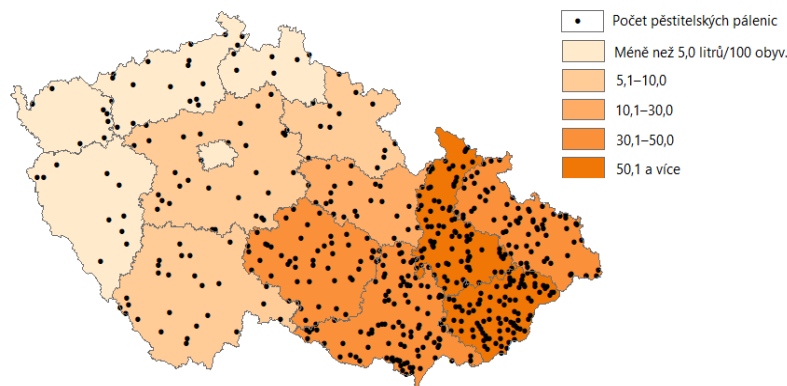 Počet pěstitelských pálenic
Méně než 5,0 litrů/100 obyv.
5,1–10,0
10,1–30,0
30,1–50,0
50,1 a více